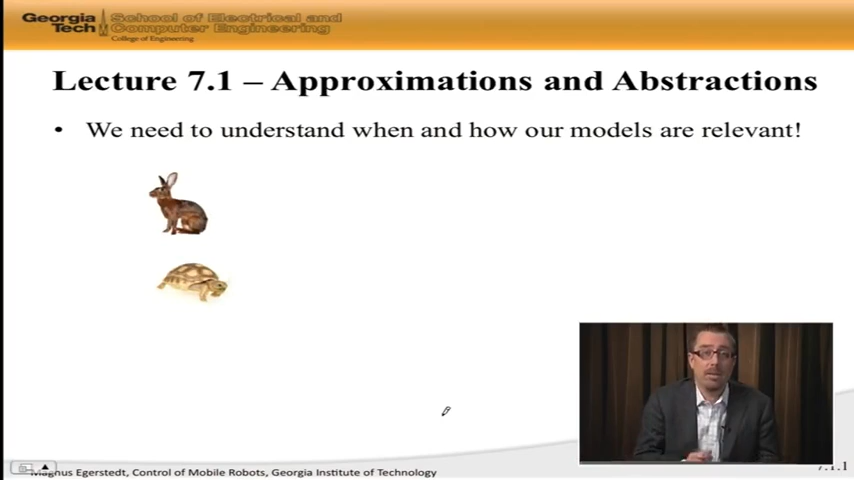 Georgia Tech
School of Electrical and Computer Engineering
College of Engineering
Lecture 7.1 – Approximations and Abstractions
• We need to understand when and how our models are relevant!
Magnus Egerstedt, Control of Mobile Robots, Georgia Institute of Technology
7.1.1